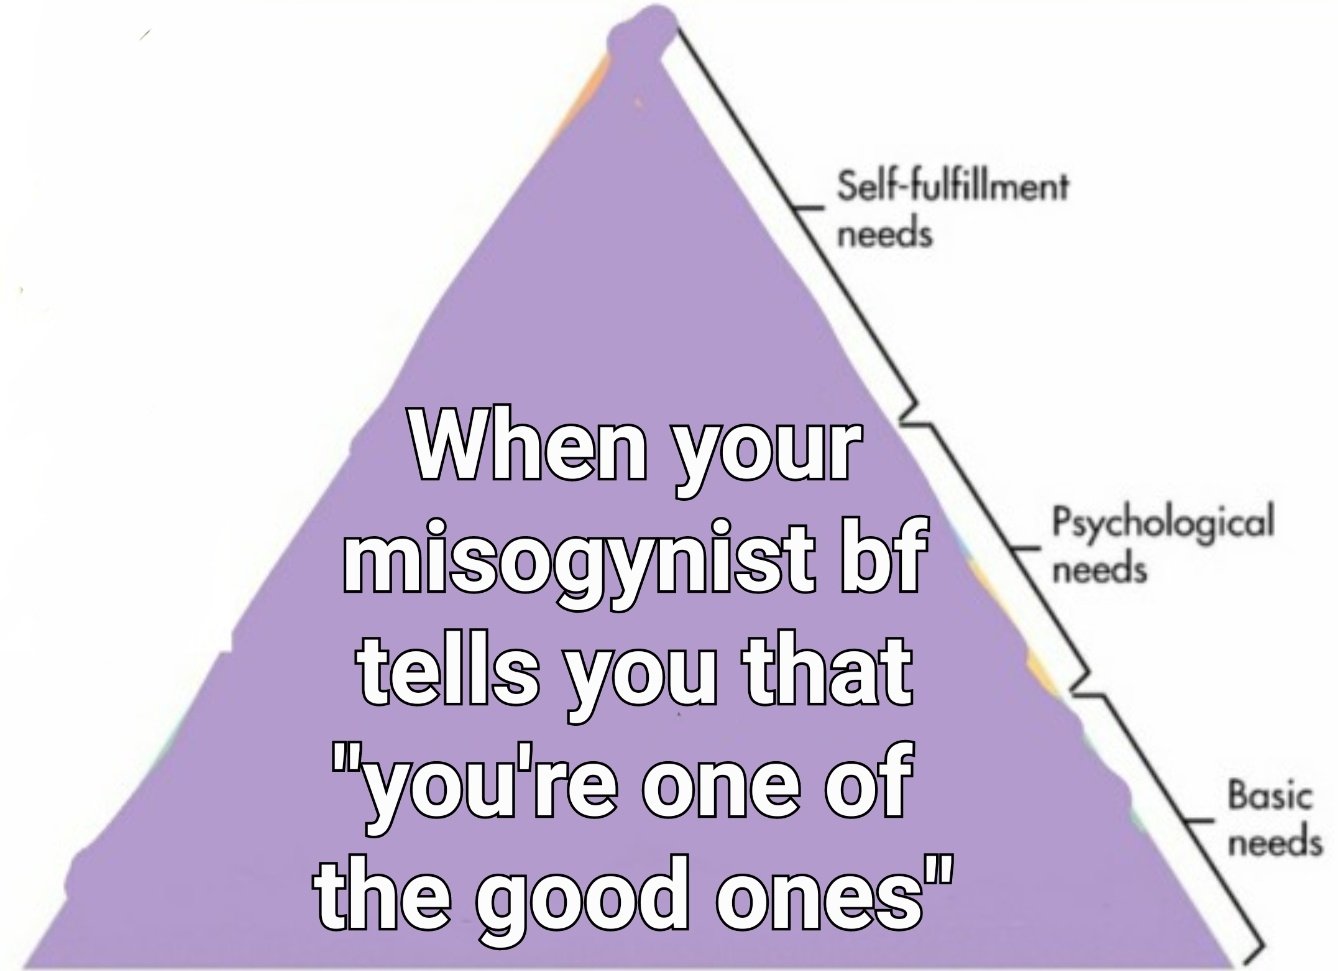 Self-fulfillment
needs
When your
misogynist bf
tells you that
"you're one of
the good ones"
Psychological
needs
Basic
needs